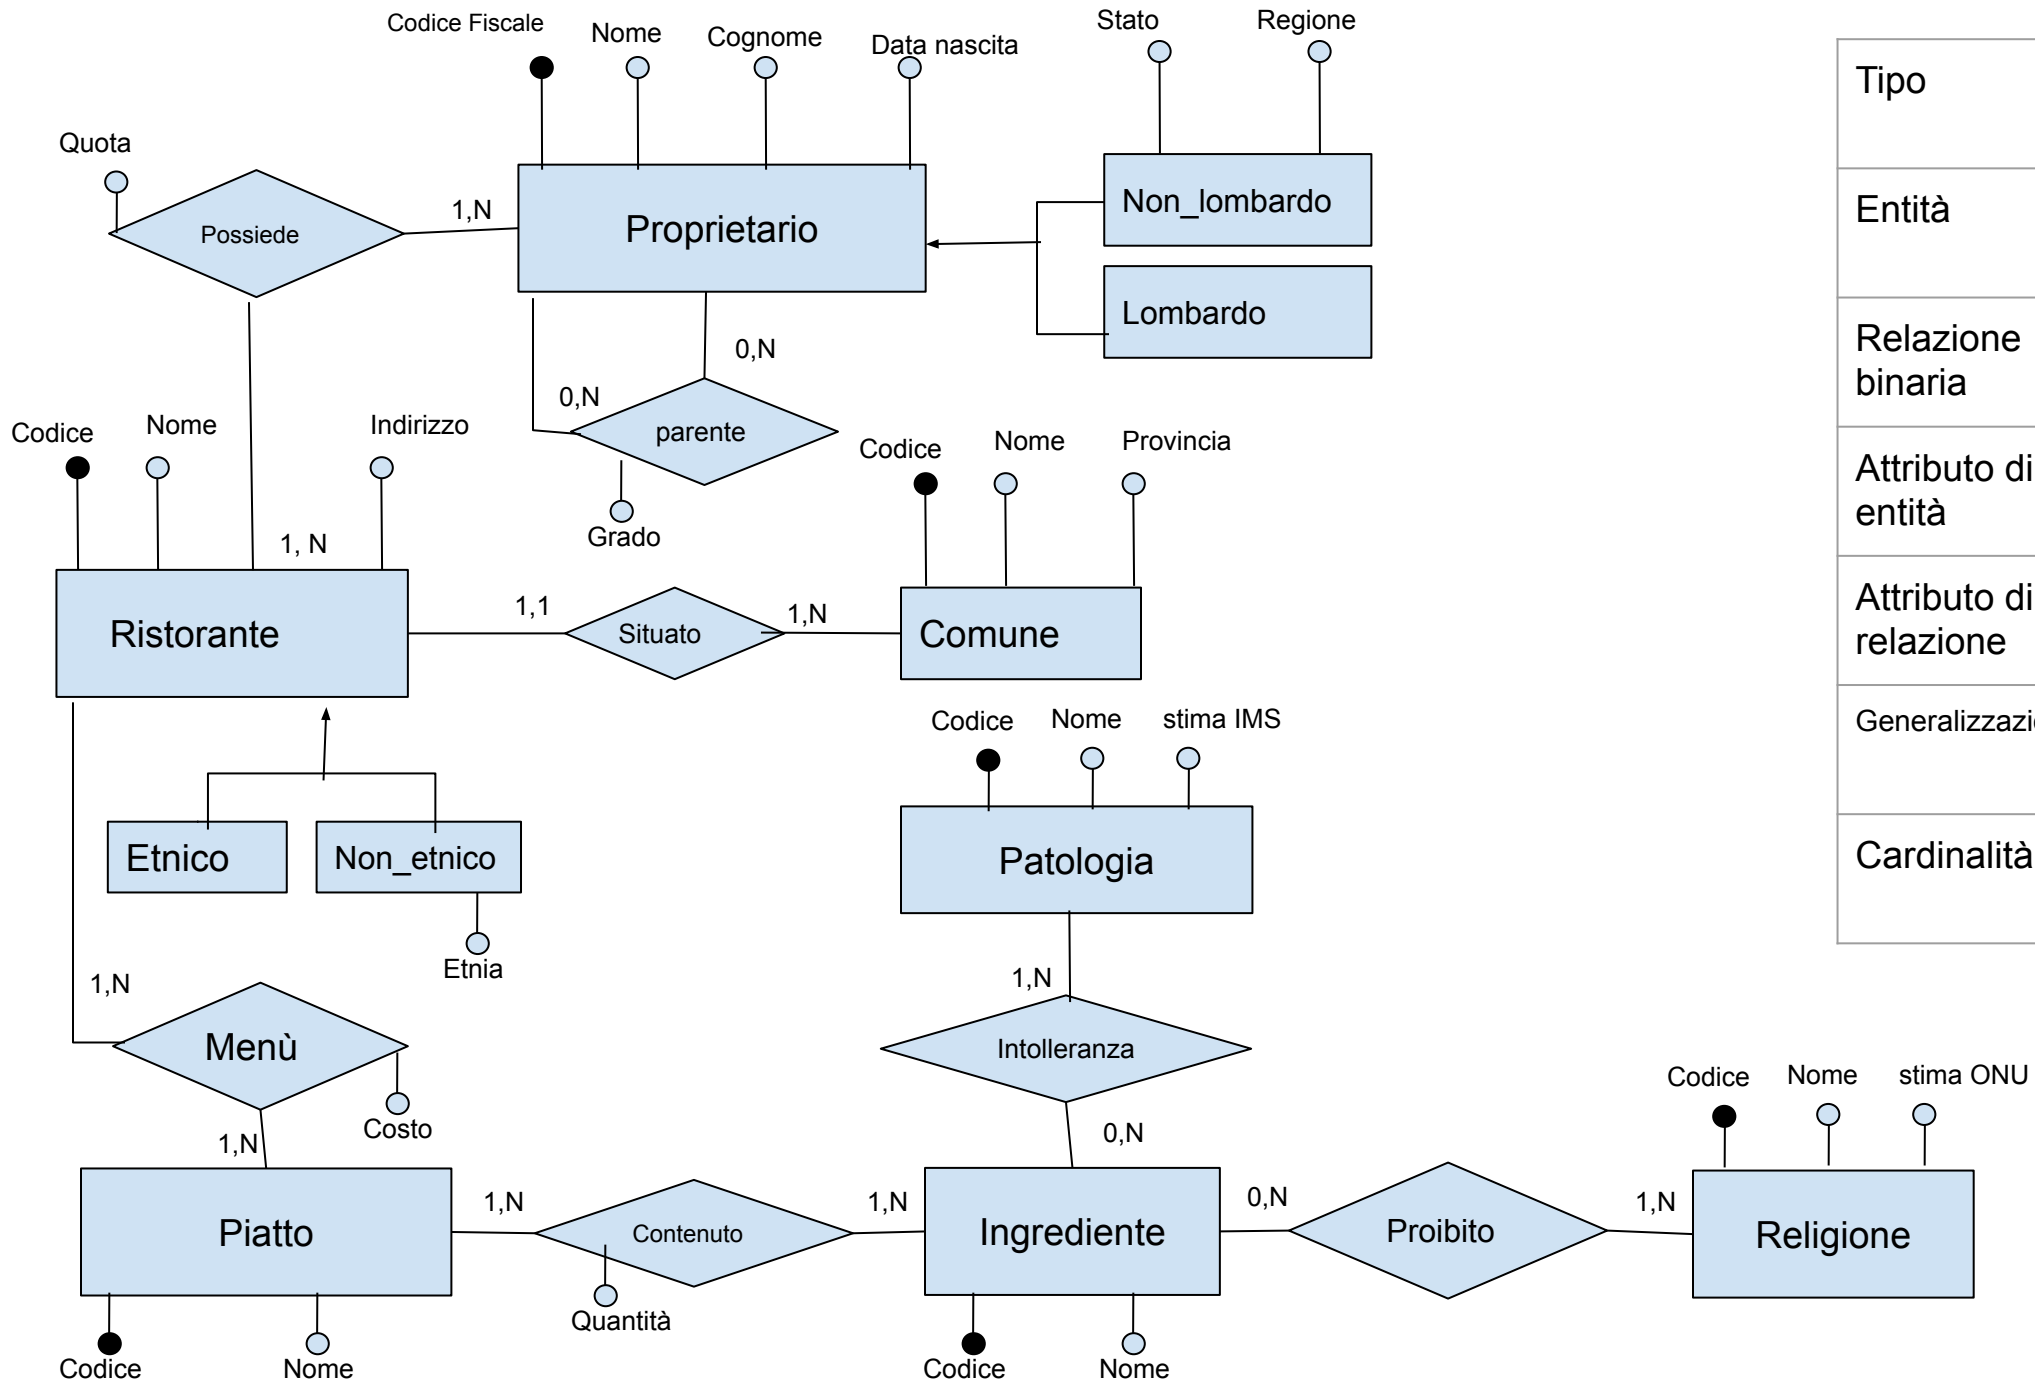 Codice Fiscale
Nome
Cognome
Data nascita
Stato
Regione
Tipo
Quota
Possiede
1,N
Proprietario
Non_lombardo
Entità
Lombardo
0,N
Relazione
binaria
0,N
parente
Codice
Nome
Indirizzo
Codice
Nome
Provincia
Attributo di
entità
Grado
1, N
Ristorante
1,1
Situato
1,N
Comune
Attributo di
relazione
Codice
Nome
stima IMS
Generalizzazi
Etnico
Non_etnico
Patologia
Cardinalità
Etnia
1,N
1,N
Menù
Intolleranza
Costo
Codice
Nome
stima ONU
1,N
0,N
Piatto
1,N
Contenuto
1,N
Ingrediente
0,N
Proibito
1,N
Religione
Quantità
Codice
Nome
Codice
Nome